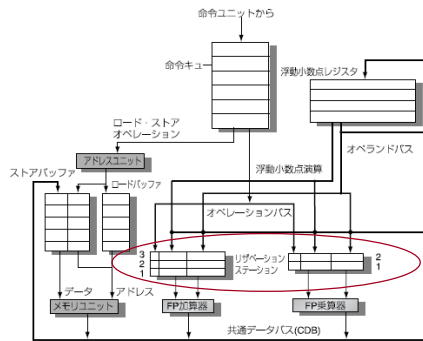 命令ユニットから
命令キュー
浮動小数点レジスタ
ロード・ストア
オペレーション
アドレスユニット
オペランドバス
ストアバッファ
ロードバッファ
浮動小数点演算
オペレーションバス
3
2
1
リザベーション
ステーション
2
1
データ
アドレス
メモリユニット
FP加算器
FP乗算器
共通データバス(CDB)